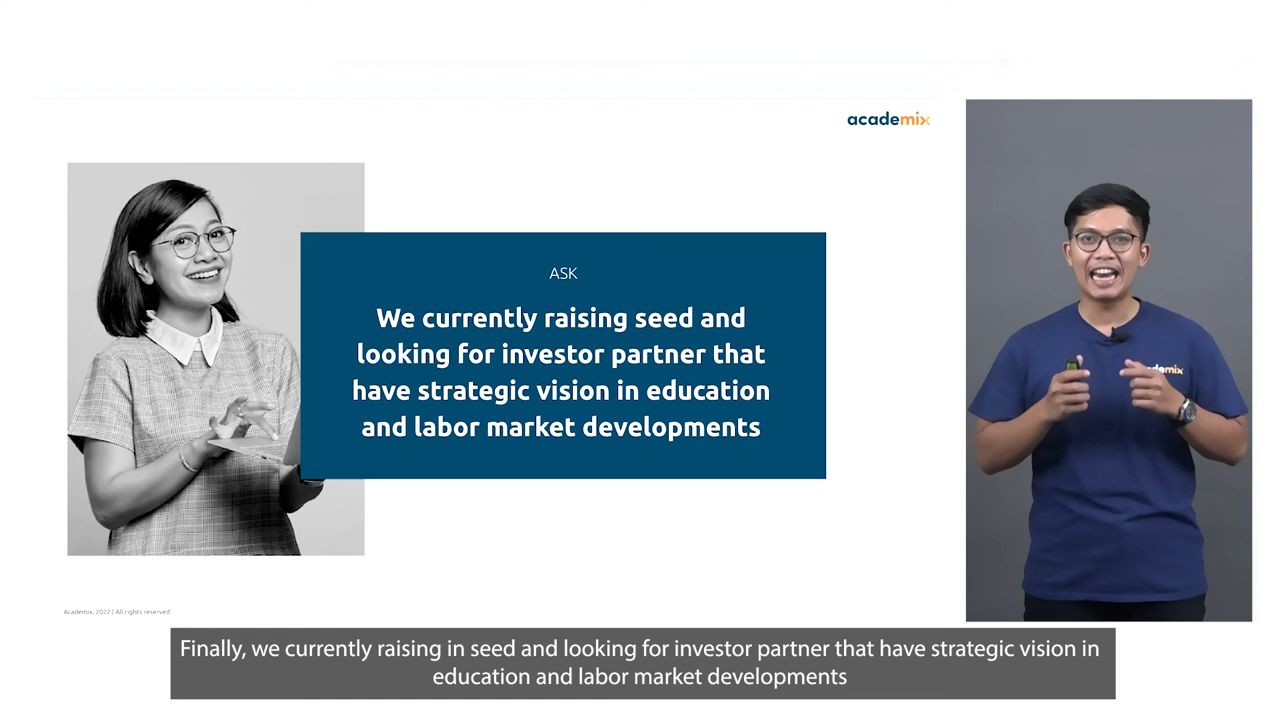 academix
ASK
We currently raising seed and
looking for investor partner that
have strategic vision in education
and labor market developments
demix
Academix, 2022 | All rights reserved
Finally, we currently raising in seed and looking for investor partner that have strategic vision in
education and labor market developments